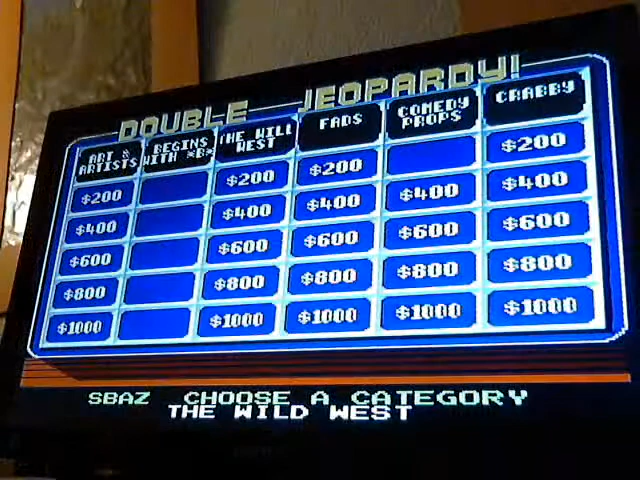 DOUBLE JEOPARDY!
ART & ARTISTS
BEGINS WITH *B*
THE WILD WEST
FADS
COMEDY PROPS
CRABBY
$200 $200 $200 $200
$400 $400 $400 $400 $400
$600 $600 $600 $600 $600
$800 $800 $800 $800 $800
$1000 $1000 $1000 $1000 $1000
SBAZ CHOOSE A CATEGORY
THE WILD WEST